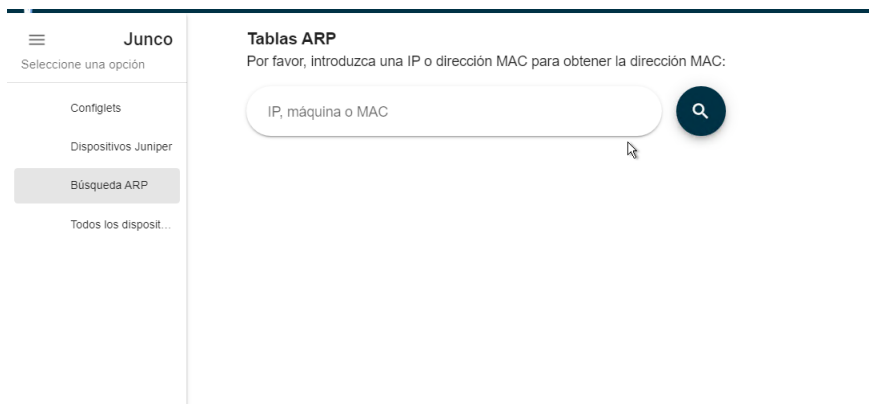 Junco
Seleccione una opción
Configlets
Dispositivos Juniper
Búsqueda ARP
Todos los disposit...
Tablas ARP
Por favor, introduzca una IP o dirección MAC para obtener la dirección MAC:
IP, máquina o MAC